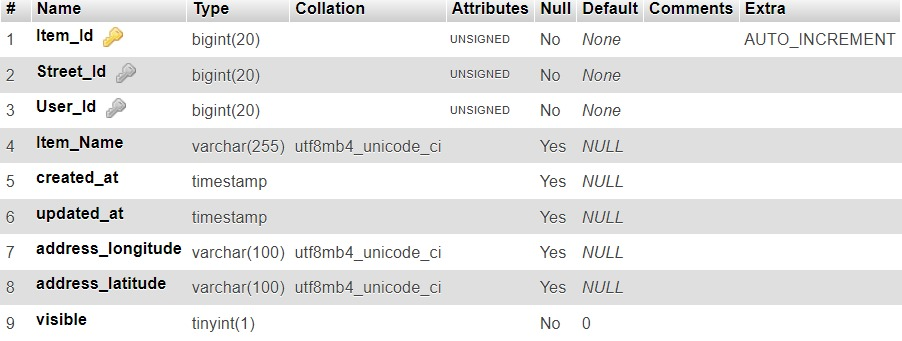 # Name Type Collation Attributes Null Default Comments Extra
1 Item_Id bigint(20) UNSIGNED No None AUTO_INCREMENT
2 Street_Id bigint(20) UNSIGNED No None
3 User_Id bigint(20) UNSIGNED No None
4 Item_Name varchar(255) utf8mb4_unicode_ci Yes NULL
5 created_at timestamp Yes NULL
6 updated_at timestamp Yes NULL
7 address_longitude varchar(100) utf8mb4_unicode_ci Yes NULL
8 address_latitude varchar(100) utf8mb4_unicode_ci Yes NULL
9 visible tinyint(1) No 0